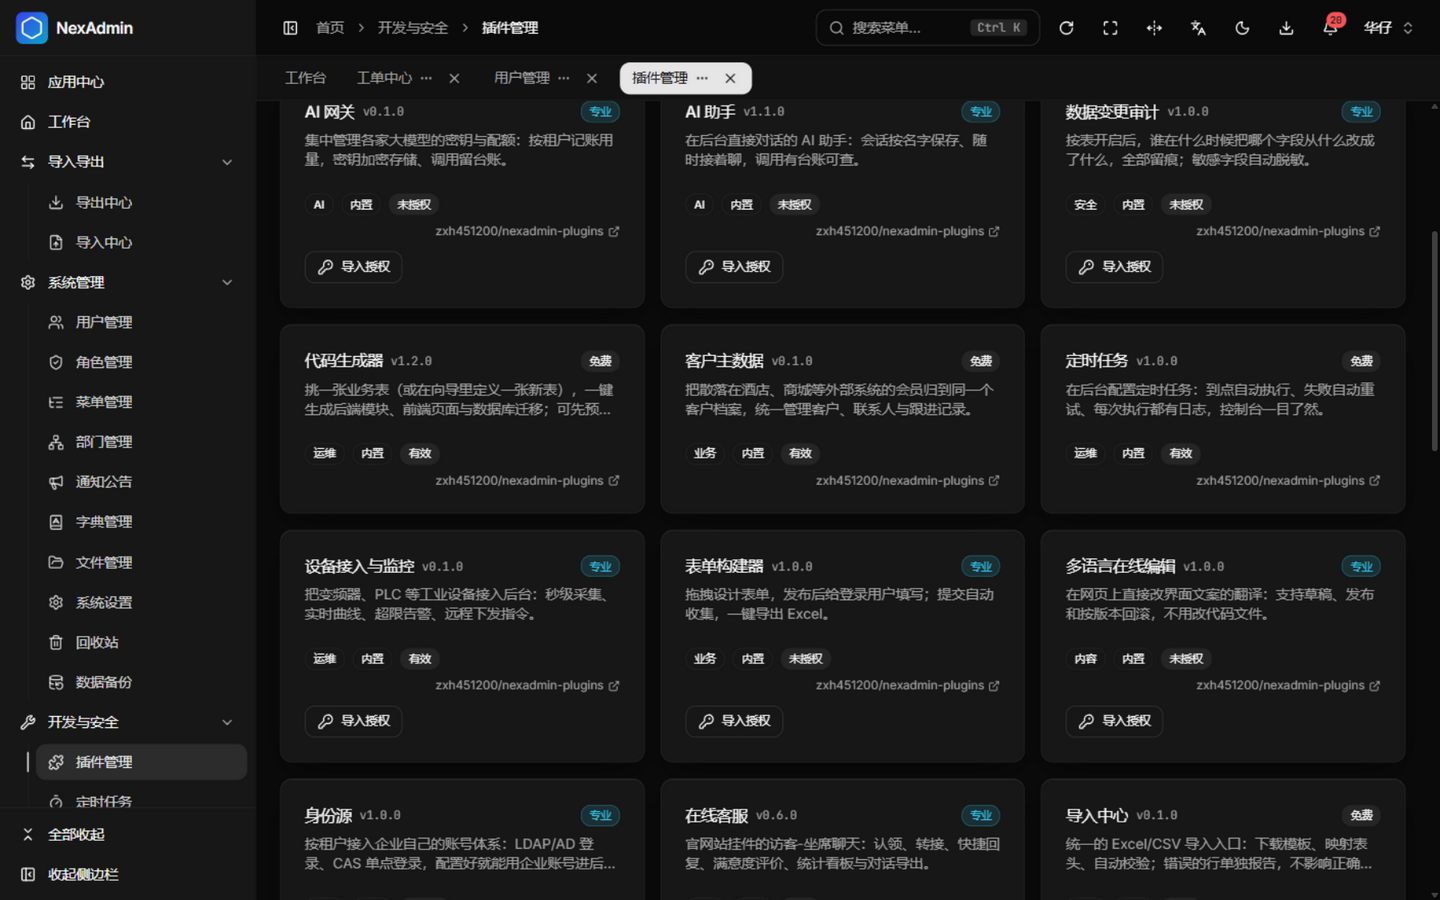 NexAdmin
首页 > 开发与安全 > 插件管理
搜索菜单... Ctrl K
28
华仔
应用中心
工作台
导入导出
导出中心
导入中心
系统管理
用户管理
角色管理
菜单管理
部门管理
通知公告
字典管理
文件管理
系统设置
回收站
数据备份
开发与安全
插件管理
定时任务
全部收起
收起侧边栏
工作台 工单中心 ··· × 用户管理 ··· × 插件管理 ··· ×
AI 网关 v0.1.0 专业
集中管理各家大模型的密钥与配额：按租户记账用
量，密钥加密存储、调用留台账。
AI 内置 未授权
zxh451200/nexadmin-plugins
导入授权
AI 助手 v1.1.0 专业
在后台直接对话的 AI 助手：会话按名字保存、随
时接着聊，调用有台账可查。
AI 内置 未授权
zxh451200/nexadmin-plugins
导入授权
数据变更审计 v1.0.0 专业
按表开启后，谁在什么时候把哪个字段从什么改成
了什么，全部留痕；敏感字段自动脱敏。
安全 内置 未授权
zxh451200/nexadmin-plugins
导入授权
代码生成器 v1.2.0 免费
挑一张业务表（或在向导里定义一张新表），一键
生成后端模块、前端页面与数据库迁移；可先预...
运维 内置 有效
zxh451200/nexadmin-plugins
客户主数据 v0.1.0 免费
把散落在酒店、商城等外部系统的会员归到同一个
客户档案，统一管理客户、联系人与跟进记录。
业务 内置 有效
zxh451200/nexadmin-plugins
定时任务 v1.0.0 免费
在后台配置定时任务：到点自动执行、失败自动重
试、每次执行都有日志，控制台一目了然。
运维 内置 有效
zxh451200/nexadmin-plugins
设备接入与监控 v0.1.0 专业
把变频器、PLC 等工业设备接入后台：秒级采集、
实时曲线、超限告警、远程下发指令。
运维 内置 有效
zxh451200/nexadmin-plugins
导入授权
表单构建器 v1.0.0 专业
拖拽设计表单，发布后给登录用户填写；提交自动
收集，一键导出 Excel。
业务 内置 未授权
zxh451200/nexadmin-plugins
导入授权
多语言在线编辑 v1.0.0 专业
在网页上直接改界面文案的翻译：支持草稿、发布
和按版本回滚，不用改代码文件。
内容 内置 未授权
zxh451200/nexadmin-plugins
导入授权
身份源 v1.0.0 专业
按租户接入企业自己的账号体系：LDAP/AD 登
录、CAS 单点登录，配置好就能用企业账号进后...
在线客服 v0.6.0 专业
官网站挂件的访客-坐席聊天：认领、转接、快捷回
复、满意度评价、统计看板与对话导出。
导入中心 v0.1.0 免费
统一的 Excel/CSV 导入入口：下载模板、映射表
头、自动校验；错误的行单独报告，不影响正确...